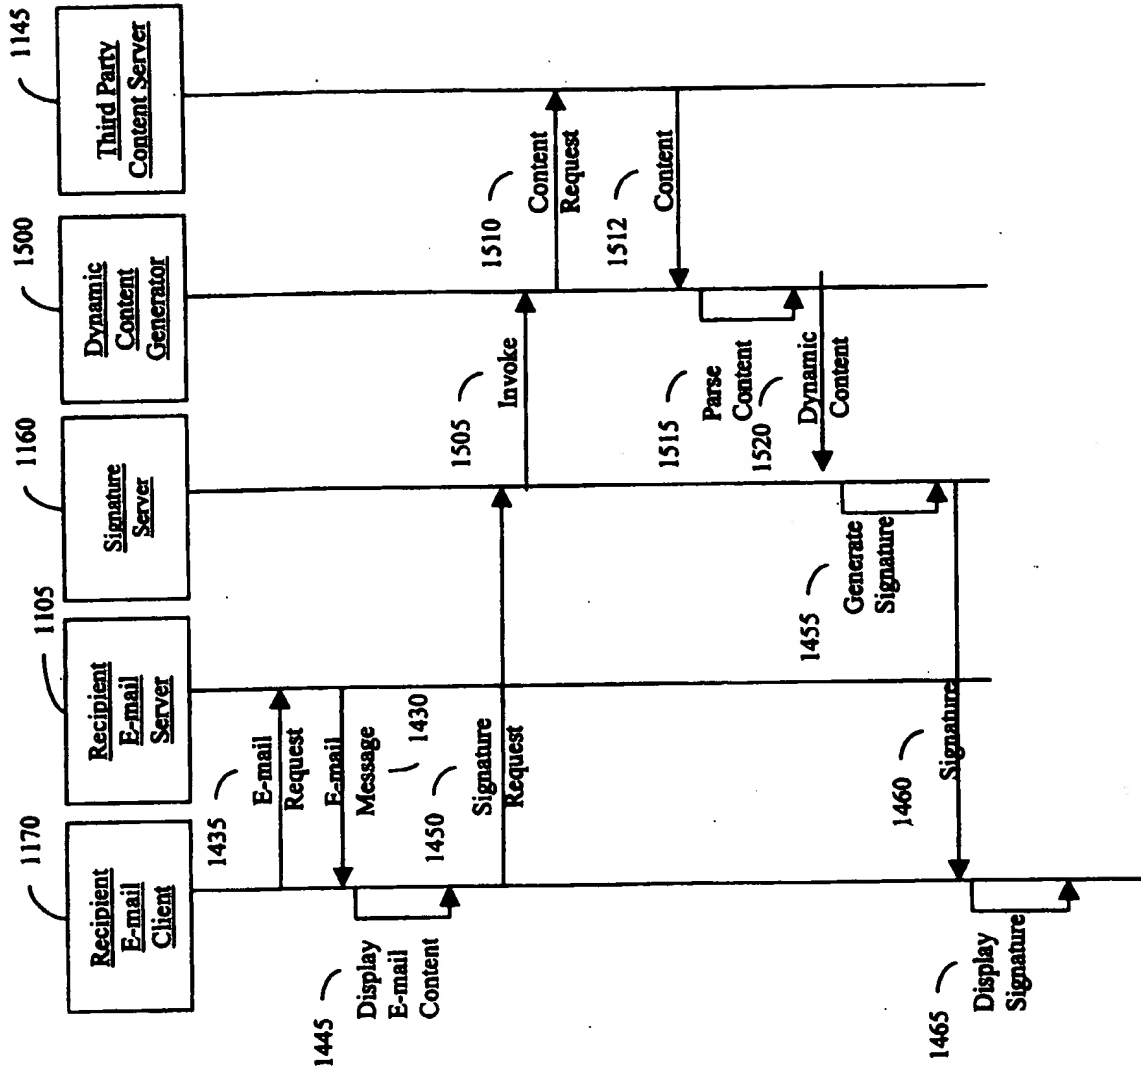 1170
Recipient
E-mail
Client
1105
Recipient
E-mail
Server
1160
Signature
Server
1500
Dynamic
Content
Generator
1145
Third Party
Content Server
1435
E-mail
Request
E-mail
Message
1430
1445
Display
E-mail
Content
1450
Signature
Request
1505
Invoke
1510
Content
Request
1512
Content
1515
Parse
Content
1520
Dynamic
Content
1455
Generate
Signature
1460
Signature
1465
Display
Signature